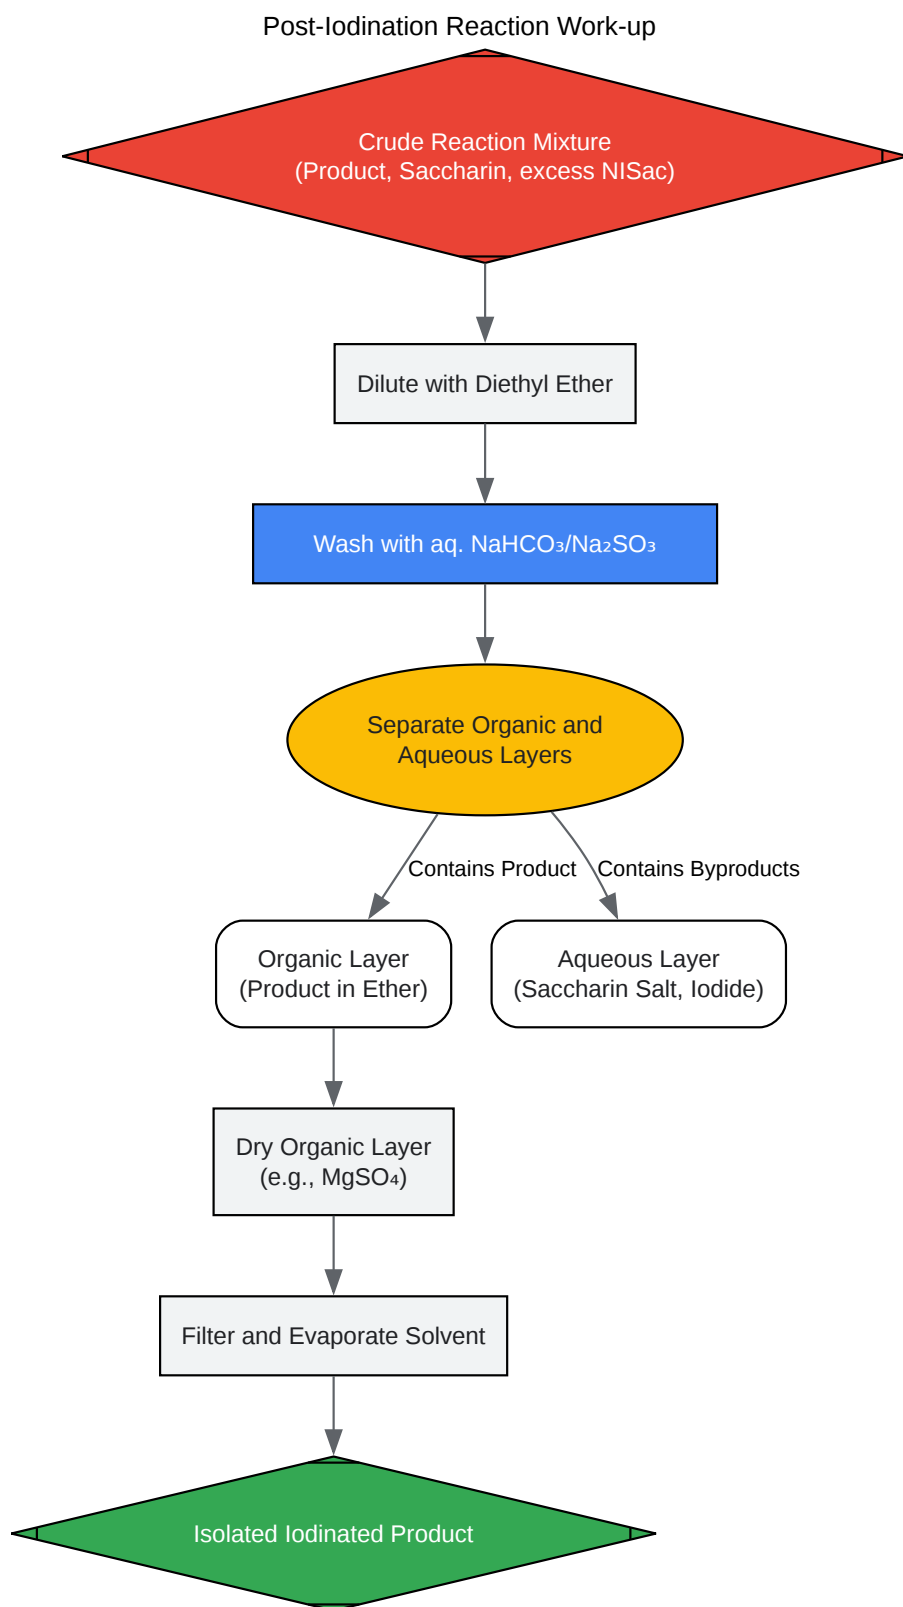 Post-Iodination Reaction Work-up
Crude Reaction Mixture
(Product, Saccharin, excess NISac)
Dilute with Diethyl Ether
Wash with aq. NaHCO₃/Na₂SO₃
Separate Organic and
Aqueous Layers
Contains Product
Contains Byproducts
Organic Layer
(Product in Ether)
Aqueous Layer
(Saccharin Salt, Iodide)
Dry Organic Layer
(e.g., MgSO₄)
Filter and Evaporate Solvent
Isolated Iodinated Product